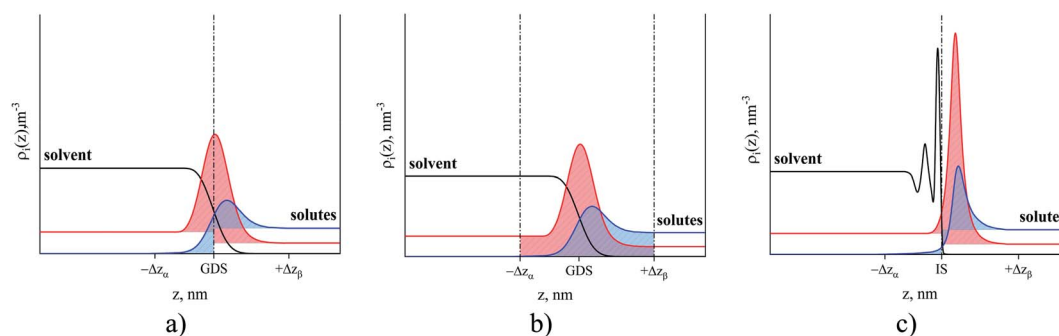 ρᵢ(z), m⁻³
solvent
solutes
−Δzα
GDS
+Δzβ
z, nm
a)
ρᵢ(z), nm⁻³
solvent
solutes
−Δzα
GDS
+Δzβ
z, nm
b)
ρᵢ(z), nm⁻³
solvent
solutes
−Δzα
IS
+Δzβ
z, nm
c)